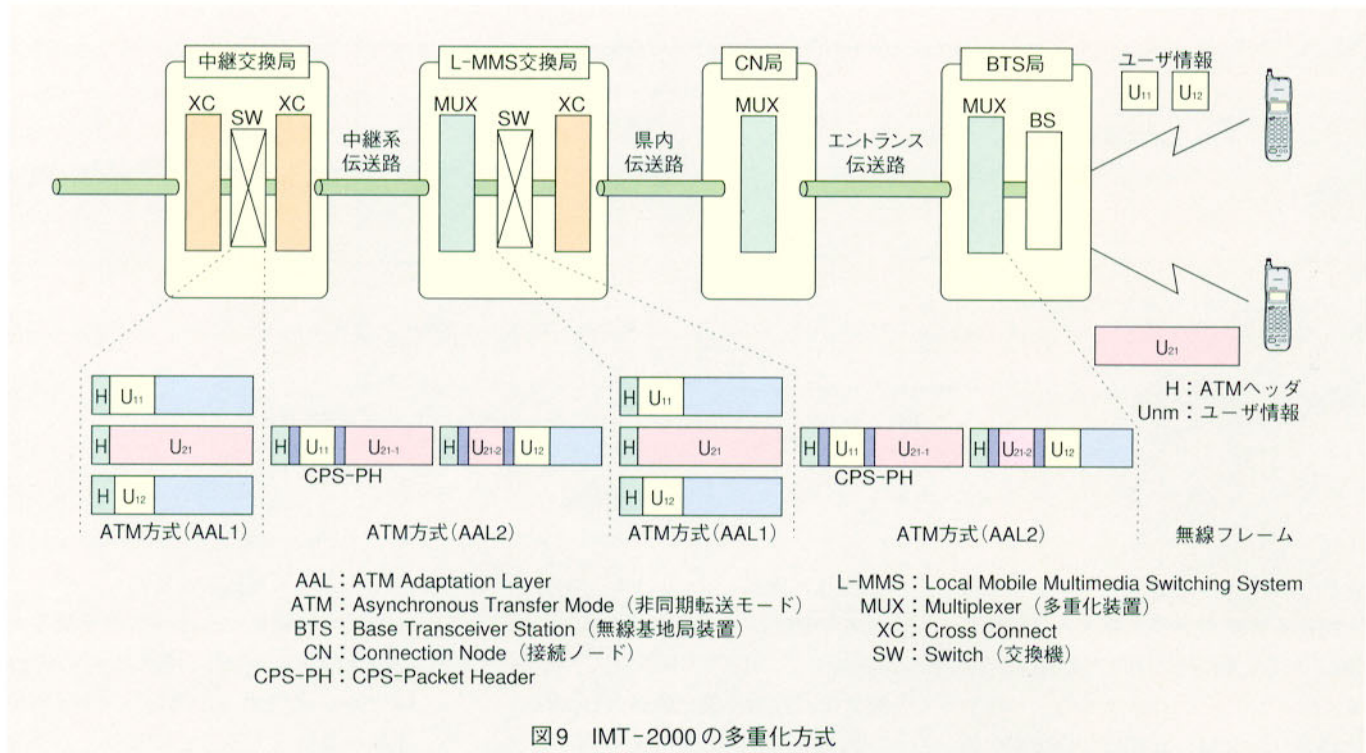 中継交換局
L-MMS交換局
CN局
BTS局
ユーザ情報
U11
U12
XC
SW
XC
中継系
伝送路
MUX
SW
XC
県内
伝送路
MUX
エントランス
伝送路
MUX
BS
U21
H：ATMヘッダ
Unm：ユーザ情報
H U11
H U21
H U12
ATM方式(AAL1)
H U11 U21-1
H U21-2 U12
CPS-PH
ATM方式(AAL2)
H U11
H U21
H U12
ATM方式(AAL1)
H U11 U21-1
H U21-2 U12
CPS-PH
ATM方式(AAL2)
無線フレーム
AAL：ATM Adaptation Layer
ATM：Asynchronous Transfer Mode（非同期転送モード）
BTS：Base Transceiver Station（無線基地局装置）
CN：Connection Node（接続ノード）
CPS-PH：CPS-Packet Header
L-MMS：Local Mobile Multimedia Switching System
MUX：Multiplexer（多重化装置）
XC：Cross Connect
SW：Switch（交換機）
図9 IMT-2000の多重化方式